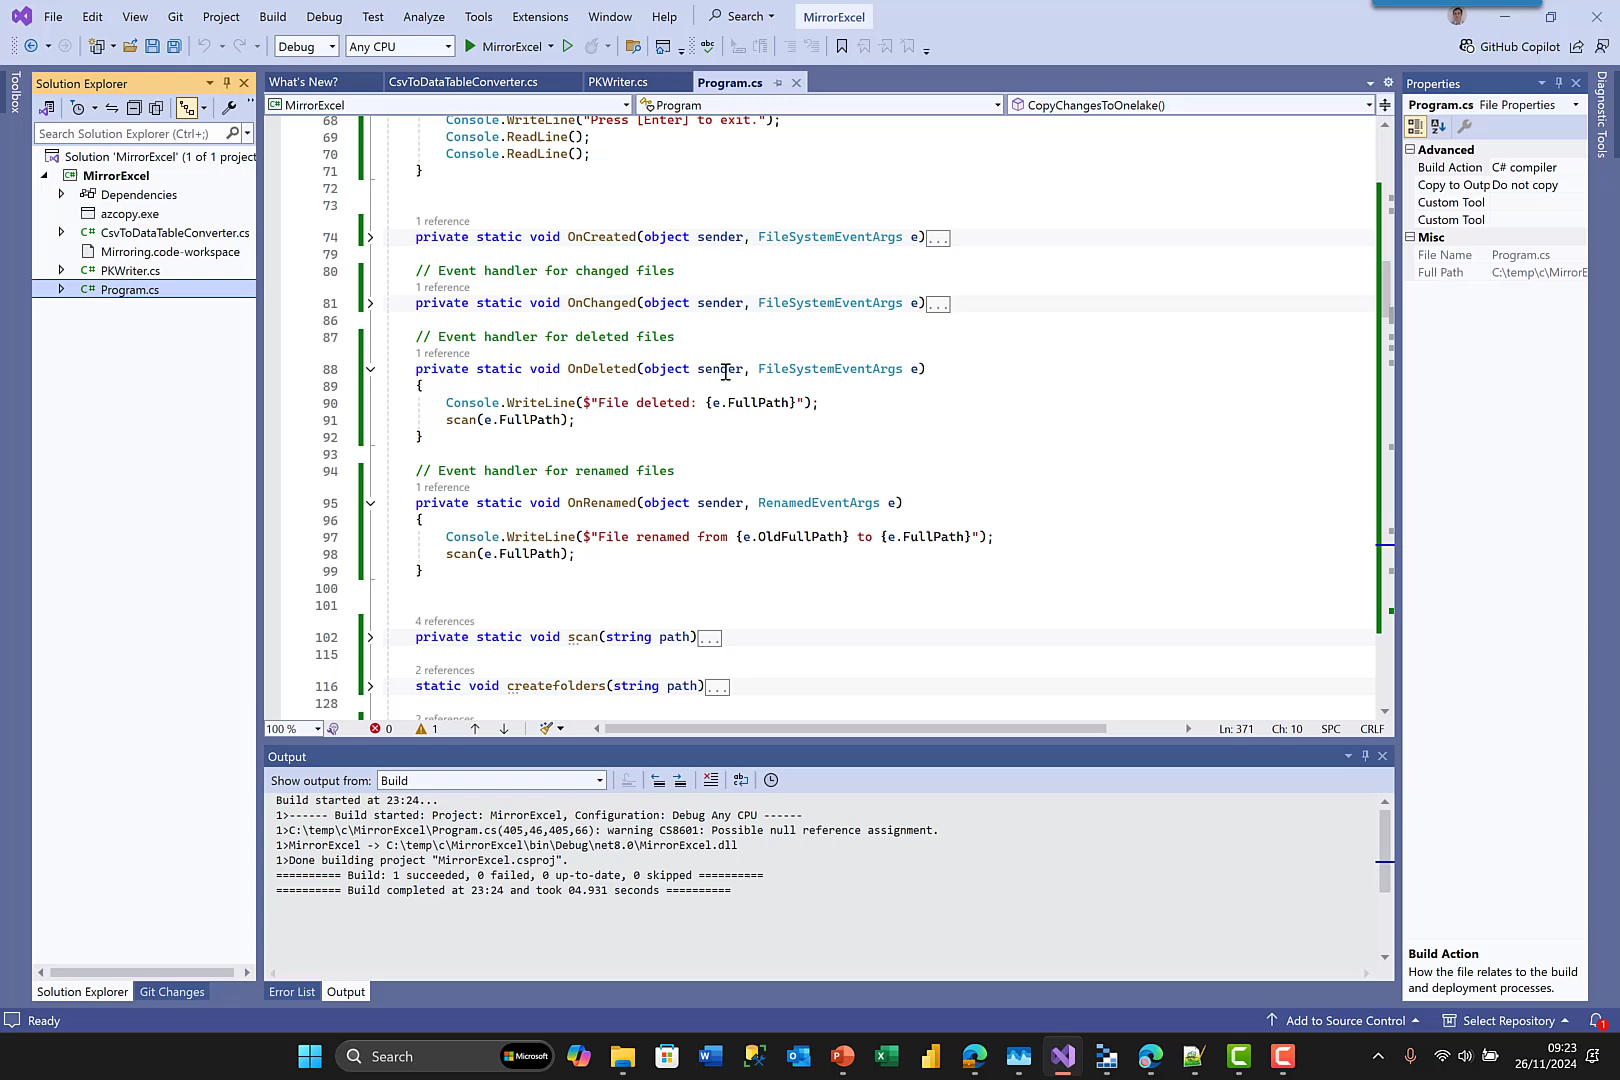 File Edit View Git Project Build Debug Test Analyze Tools Extensions Window Help Search MirrorExcel
Debug Any CPU MirrorExcel GitHub Copilot
Toolbox
Solution Explorer
Search Solution Explorer (Ctrl+;)
Solution 'MirrorExcel' (1 of 1 project
MirrorExcel
Dependencies
azcopy.exe
C# CsvToDataTableConverter.cs
Mirroring.code-workspace
C# PKWriter.cs
C# Program.cs
Solution Explorer Git Changes
What's New? CsvToDataTableConverter.cs PKWriter.cs Program.cs
MirrorExcel Program CopyChangesToOnelake()
68 Console.WriteLine("Press [Enter] to exit.");
69 Console.ReadLine();
70 Console.ReadLine();
71 }
72
73
1 reference
74 private static void OnCreated(object sender, FileSystemEventArgs e)...
79
80 // Event handler for changed files
1 reference
81 private static void OnChanged(object sender, FileSystemEventArgs e)...
86
87 // Event handler for deleted files
1 reference
88 private static void OnDeleted(object sender, FileSystemEventArgs e)
89 {
90 Console.WriteLine($"File deleted: {e.FullPath}");
91 scan(e.FullPath);
92 }
93
94 // Event handler for renamed files
1 reference
95 private static void OnRenamed(object sender, RenamedEventArgs e)
96 {
97 Console.WriteLine($"File renamed from {e.OldFullPath} to {e.FullPath}");
98 scan(e.FullPath);
99 }
100
101
4 references
102 private static void scan(string path)...
115
2 references
116 static void createfolders(string path)...
128
2 references
100 % 0 1 Ln: 371 Ch: 10 SPC CRLF
Output
Show output from: Build
Build started at 23:24...
1>------ Build started: Project: MirrorExcel, Configuration: Debug Any CPU ------
1>C:\temp\c\MirrorExcel\Program.cs(405,46,405,66): warning CS8601: Possible null reference assignment.
1>MirrorExcel -> C:\temp\c\MirrorExcel\bin\Debug\net8.0\MirrorExcel.dll
1>Done building project "MirrorExcel.csproj".
========== Build: 1 succeeded, 0 failed, 0 up-to-date, 0 skipped ==========
========== Build completed at 23:24 and took 04.931 seconds ==========
Error List Output
Properties
Program.cs File Properties
Advanced
Build Action C# compiler
Copy to Outp Do not copy
Custom Tool
Custom Tool
Misc
File Name Program.cs
Full Path C:\temp\c\MirrorE
Build Action
How the file relates to the build
and deployment processes.
Diagnostic Tools
Ready Add to Source Control Select Repository 1
Search Microsoft
09:23
26/11/2024